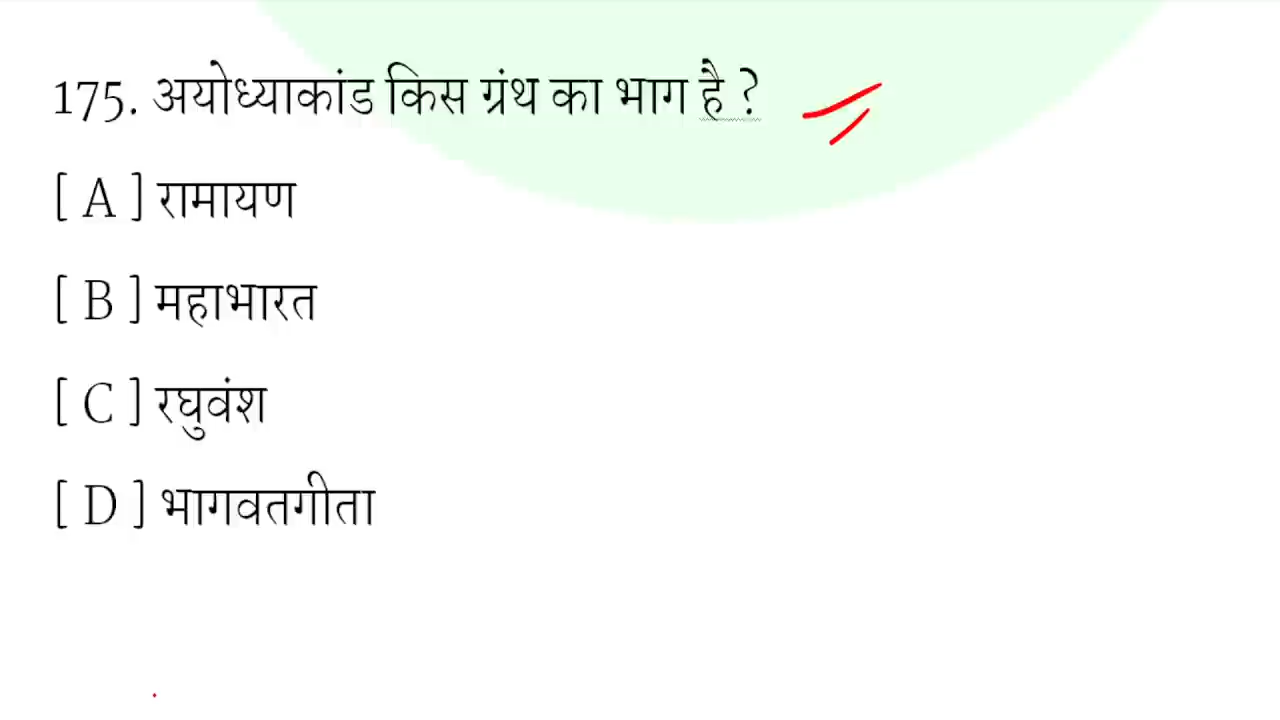 175. अयोध्याकांड किस ग्रंथ का भाग है ?
[ A ] रामायण
[ B ] महाभारत
[ C ] रघुवंश
[ D ] भागवतगीता